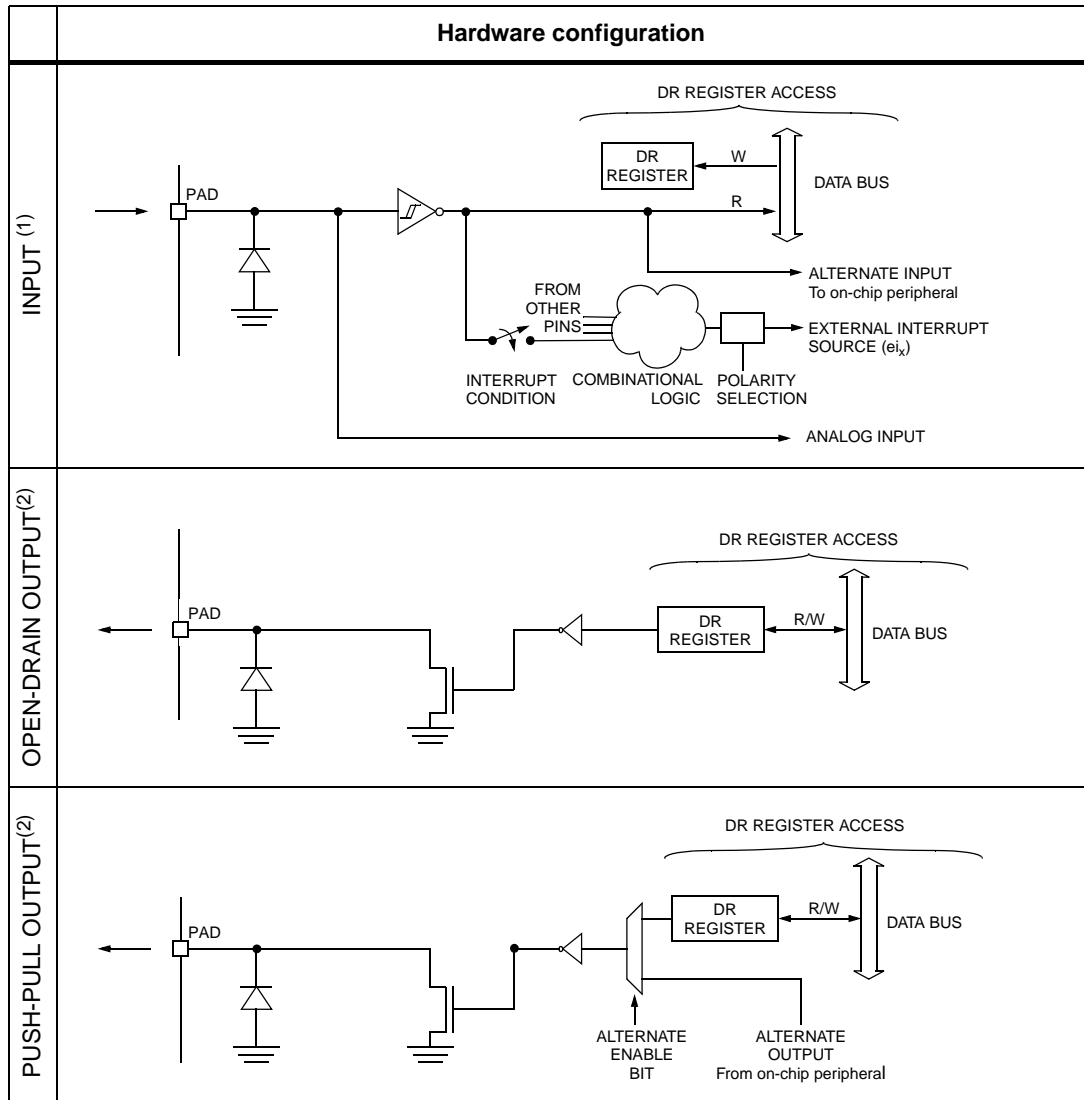 Hardware configuration
INPUT (1)
DR REGISTER ACCESS
DR
REGISTER
W
DATA BUS
PAD
R
ALTERNATE INPUT
To on-chip peripheral
FROM
OTHER
PINS
EXTERNAL INTERRUPT
SOURCE (eix)
INTERRUPT
CONDITION
COMBINATIONAL
LOGIC
POLARITY
SELECTION
ANALOG INPUT
OPEN-DRAIN OUTPUT(2)
DR REGISTER ACCESS
PAD
DR
REGISTER
R/W
DATA BUS
PUSH-PULL OUTPUT(2)
DR REGISTER ACCESS
PAD
DR
REGISTER
R/W
DATA BUS
ALTERNATE
ENABLE
BIT
ALTERNATE
OUTPUT
From on-chip peripheral